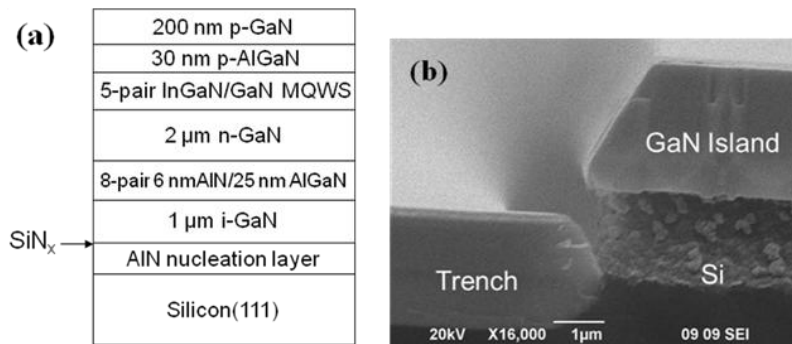 (a)
200 nm p-GaN
30 nm p-AlGaN
5-pair InGaN/GaN MQWS
2 μm n-GaN
8-pair 6 nmAlN/25 nm AlGaN
1 μm i-GaN
SiNx
AlN nucleation layer
Silicon(111)
(b)
GaN Island
Trench
Si
20kV X16,000 1μm 09 09 SEI